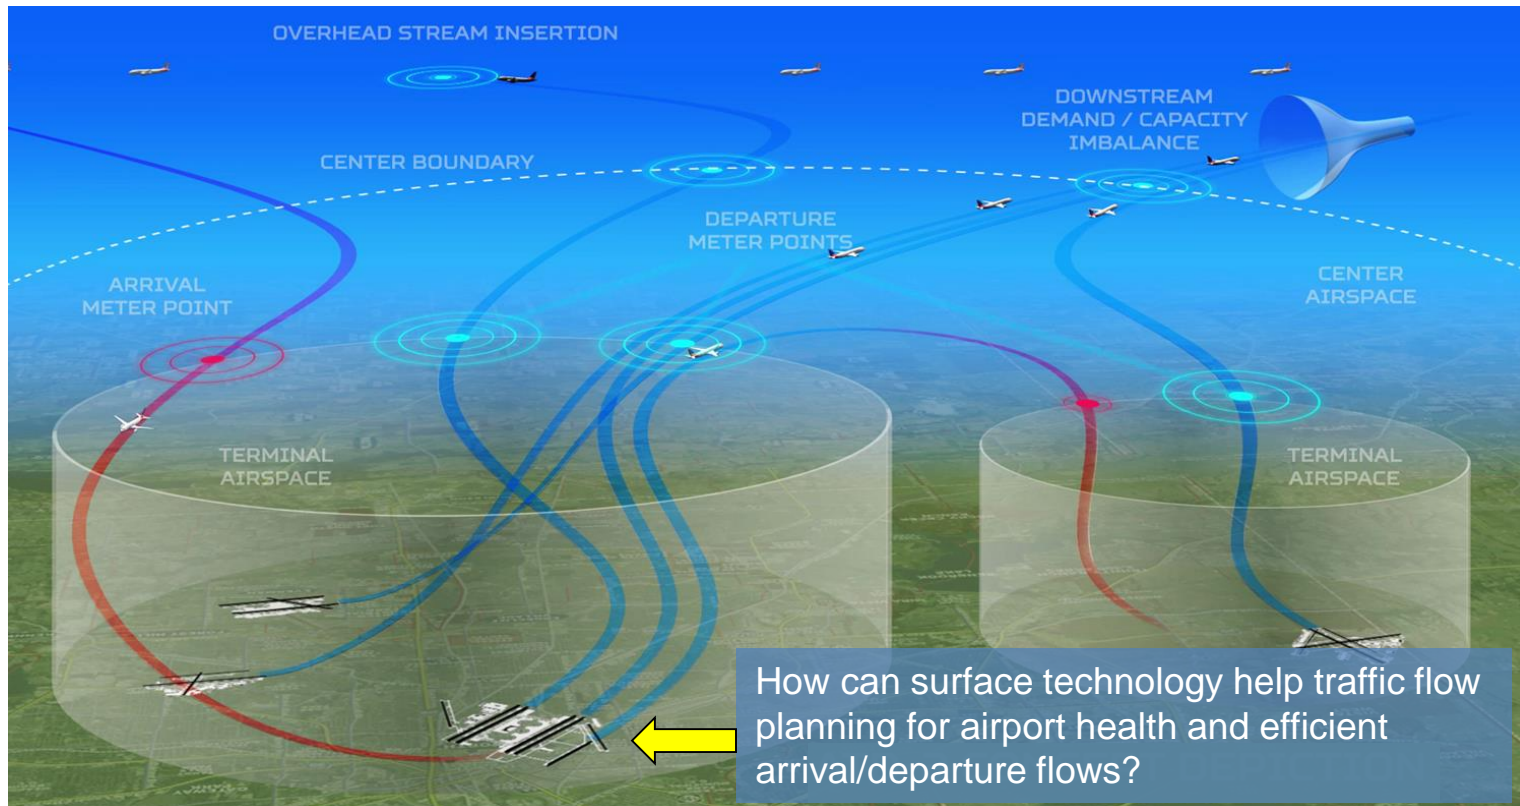 OVERHEAD STREAM INSERTION
DOWNSTREAM
DEMAND / CAPACITY
IMBALANCE
CENTER BOUNDARY
DEPARTURE
METER POINTS
ARRIVAL
METER POINT
CENTER
AIRSPACE
TERMINAL
AIRSPACE
TERMINAL
AIRSPACE
How can surface technology help traffic flow
planning for airport health and efficient
arrival/departure flows?